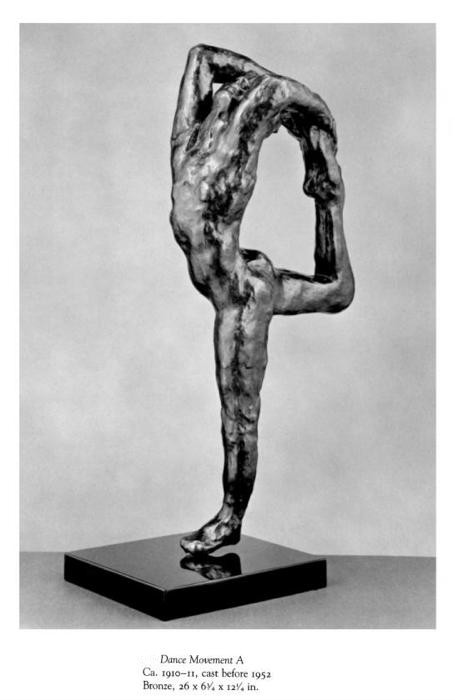 Dance Movement A
Ca. 1910–11, cast before 1952
Bronze, 26 x 6¾ x 12¼ in.